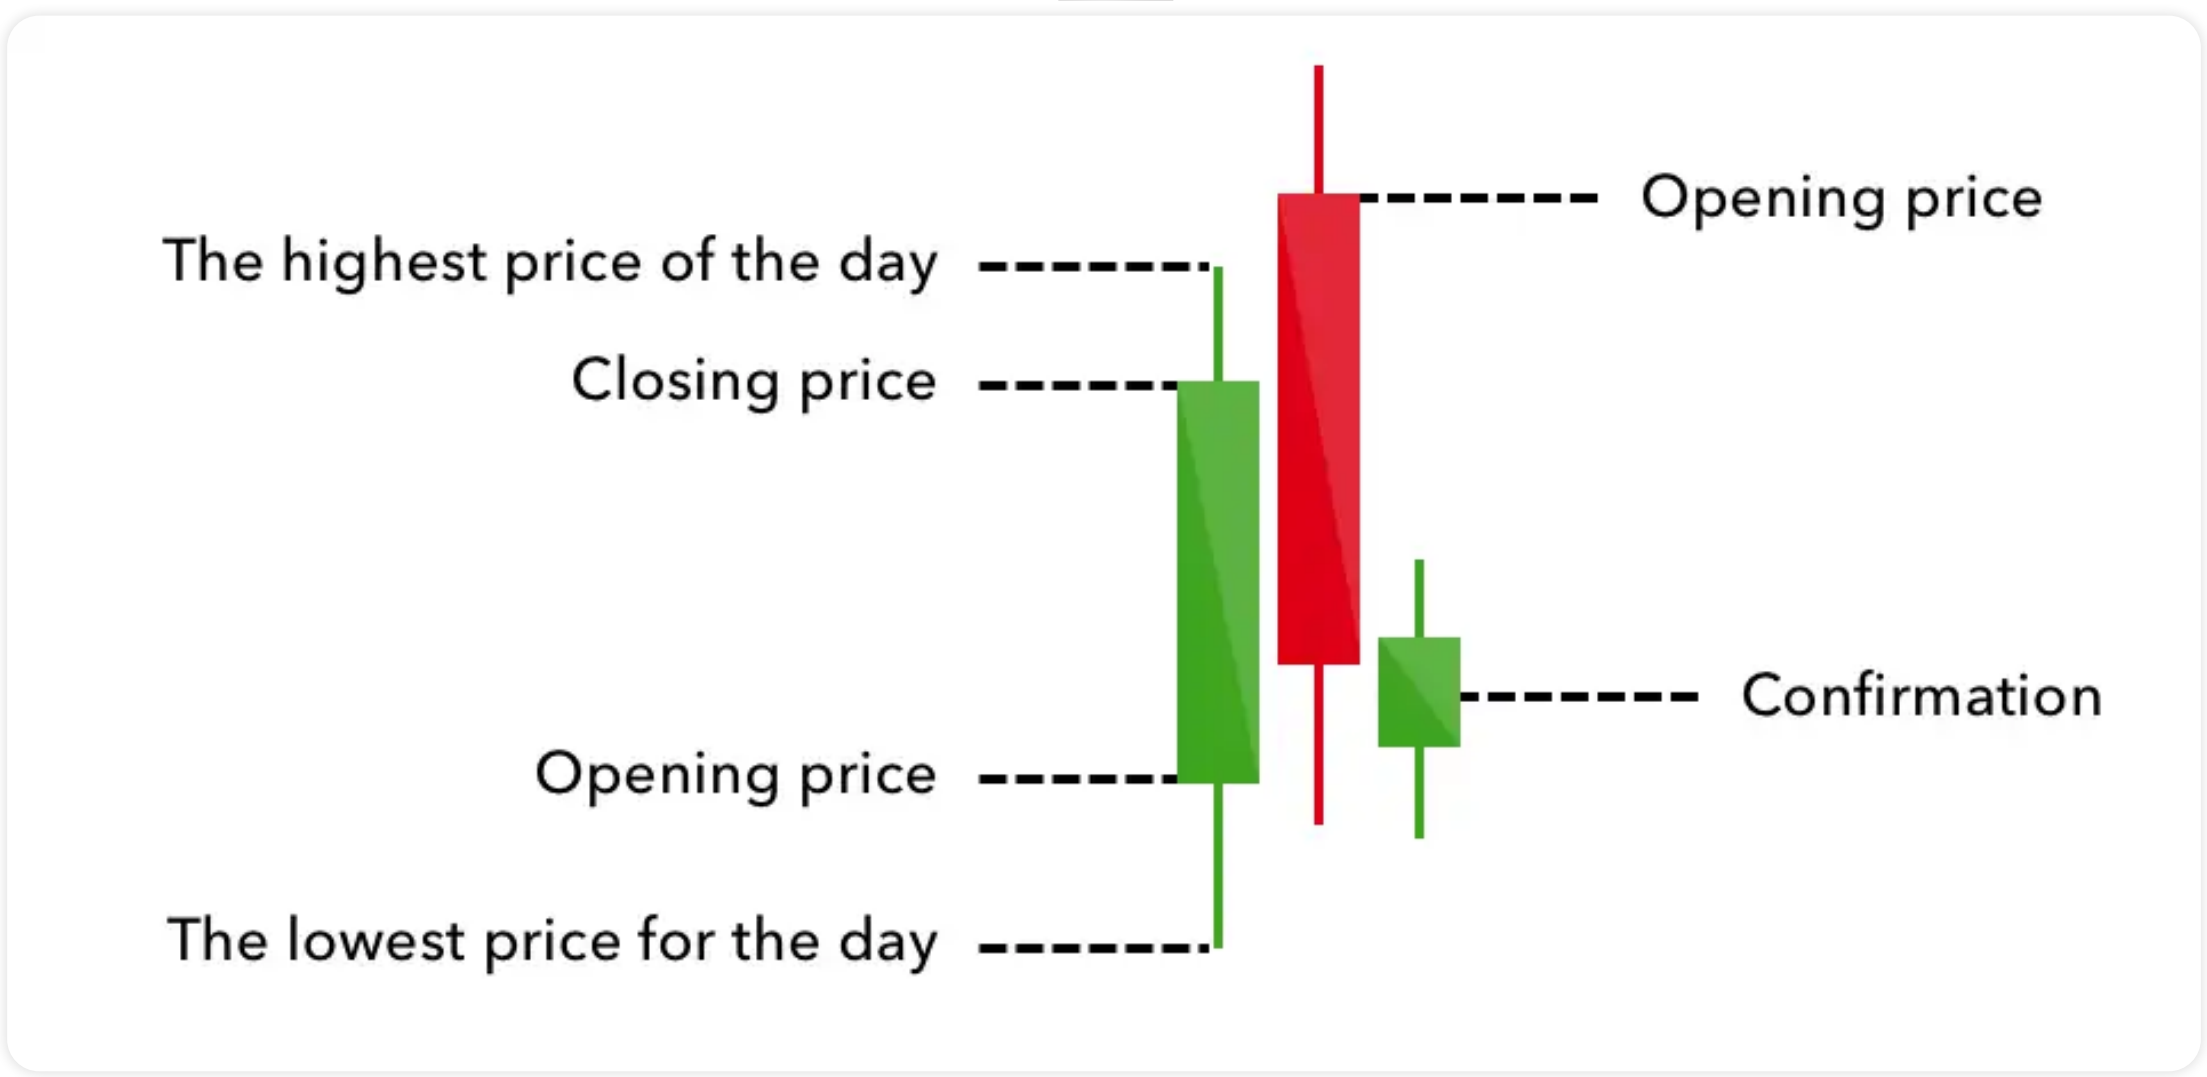 Opening price
The highest price of the day
Closing price
Confirmation
Opening price
The lowest price for the day